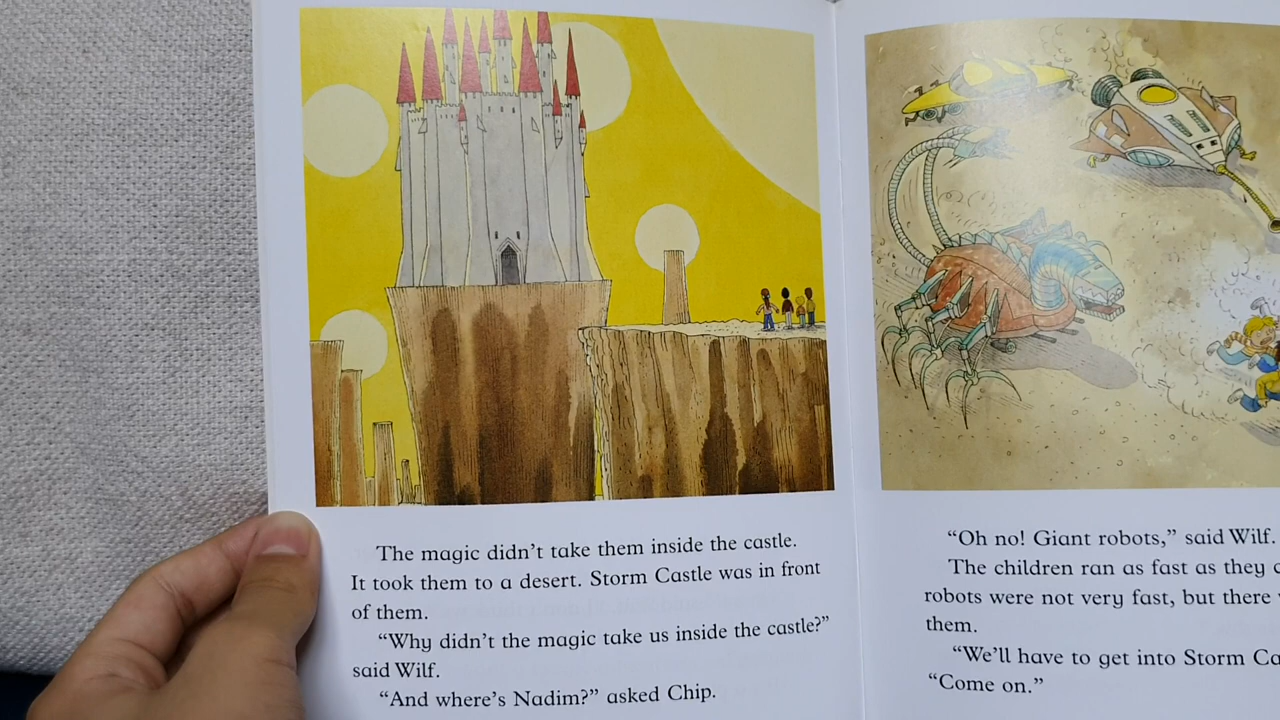 The magic didn't take them inside the castle.
It took them to a desert. Storm Castle was in front
of them.
“Why didn't the magic take us inside the castle?”
said Wilf.
“And where's Nadim?” asked Chip.
“Oh no! Giant robots,” said Wilf.
The children ran as fast as they
robots were not very fast, but there
them.
“We'll have to get into Storm
“Come on.”